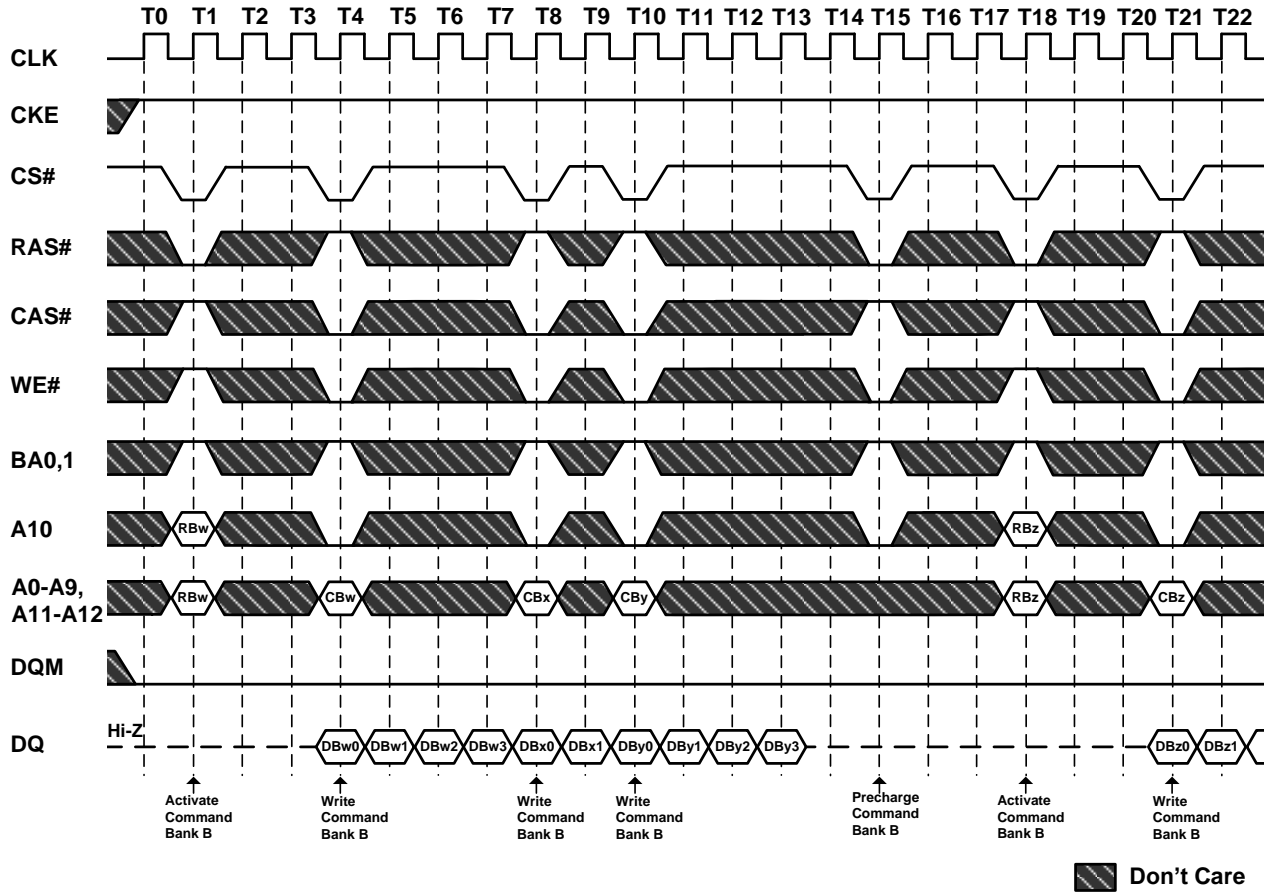 T0 T1 T2 T3 T4 T5 T6 T7 T8 T9 T10 T11 T12 T13 T14 T15 T16 T17 T18 T19 T20 T21 T22
CLK
CKE
CS#
RAS#
CAS#
WE#
BA0,1
A10 RBw RBz
A0-A9,
A11-A12 RBw CBw CBx CBy RBz CBz
DQM
Hi-Z
DQ DBw0 DBw1 DBw2 DBw3 DBx0 DBx1 DBy0 DBy1 DBy2 DBy3 DBz0 DBz1
Activate
Command
Bank B
Write
Command
Bank B
Write
Command
Bank B
Write
Command
Bank B
Precharge
Command
Bank B
Activate
Command
Bank B
Write
Command
Bank B
Don't Care